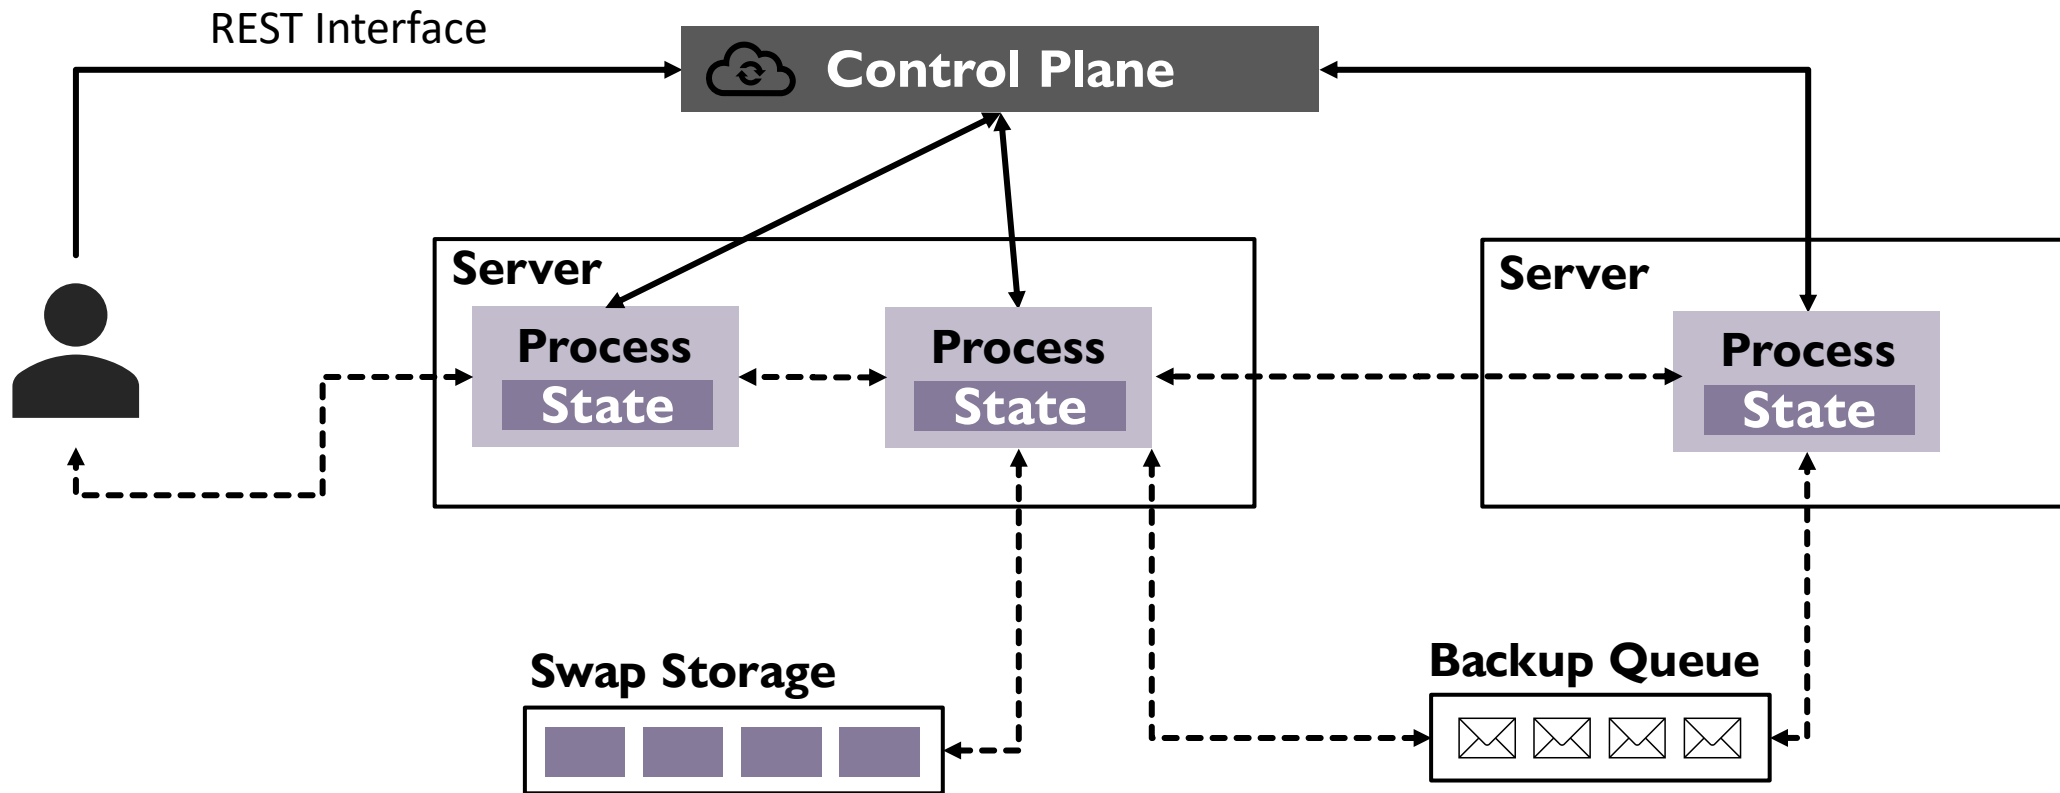 REST Interface
Control Plane
Server
Server
Process
State
Process
State
Process
State
Swap Storage
Backup Queue